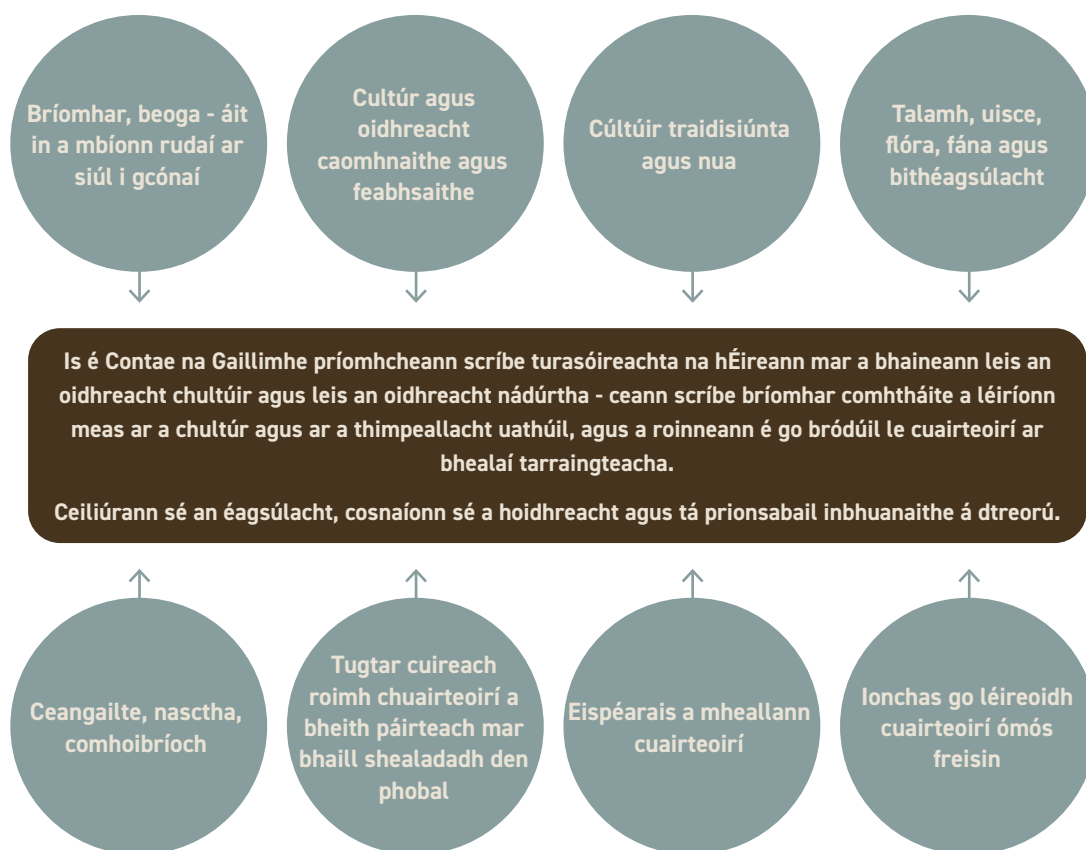 Bríomhar, beoga - áit
in a mbíonn rudaí ar
siúl i gcónaí
Cultúr agus
oidhreacht
caomhnaithe agus
feabhsaithe
Cúltúir traidisiúnta
agus nua
Talamh, uisce,
flóra, fána agus
bithéagsúlacht
Is é Contae na Gaillimhe príomhcheann scríbe turasóireachta na hÉireann mar a bhaineann leis an
oidhreacht chultúir agus leis an oidhreacht nádúrtha - ceann scríbe bríomhar comhtháite a léiríonn
meas ar a chultúr agus ar a thimpeallacht uathúil, agus a roinneann é go bródúil le cuairteoirí ar
bhealaí tarraingteacha.
Ceiliúrann sé an éagsúlacht, cosnaíonn sé a hoidhreacht agus tá prionsabail inbhuanaithe á dtreorú.
Ceangailte, nasctha,
comhoibríoch
Tugtar cuireach
roimh chuairteoirí a
bheith páirteach mar
bhaill shealadadh den
phobal
Eispéarais a mheallann
cuairteoirí
Ionchas go léireoidh
cuairteoirí ómós
freisin